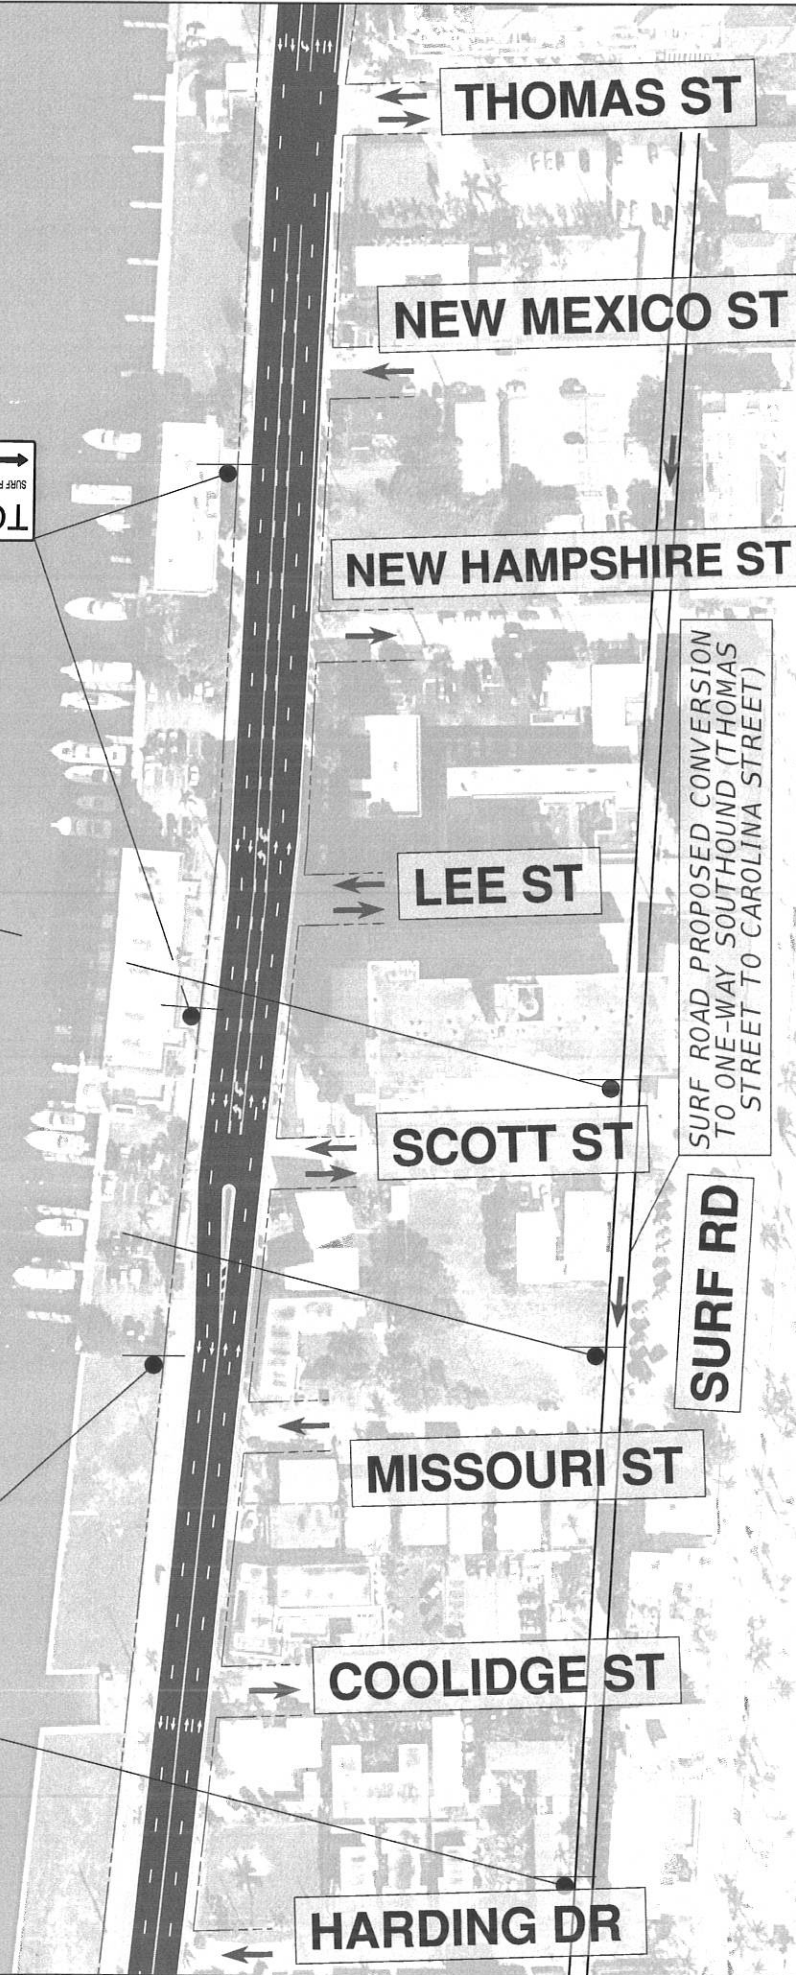 THOMAS ST
NEW MEXICO ST
NEW HAMPSHIRE ST
SURF ROAD PROPOSED CONVERSION
TO ONE-WAY SOUTHOUND (THOMAS
STREET TO CAROLINA STREET)
LEE ST
SCOTT ST
SURF RD
MISSOURI ST
COOLIDGE ST
HARDING DR